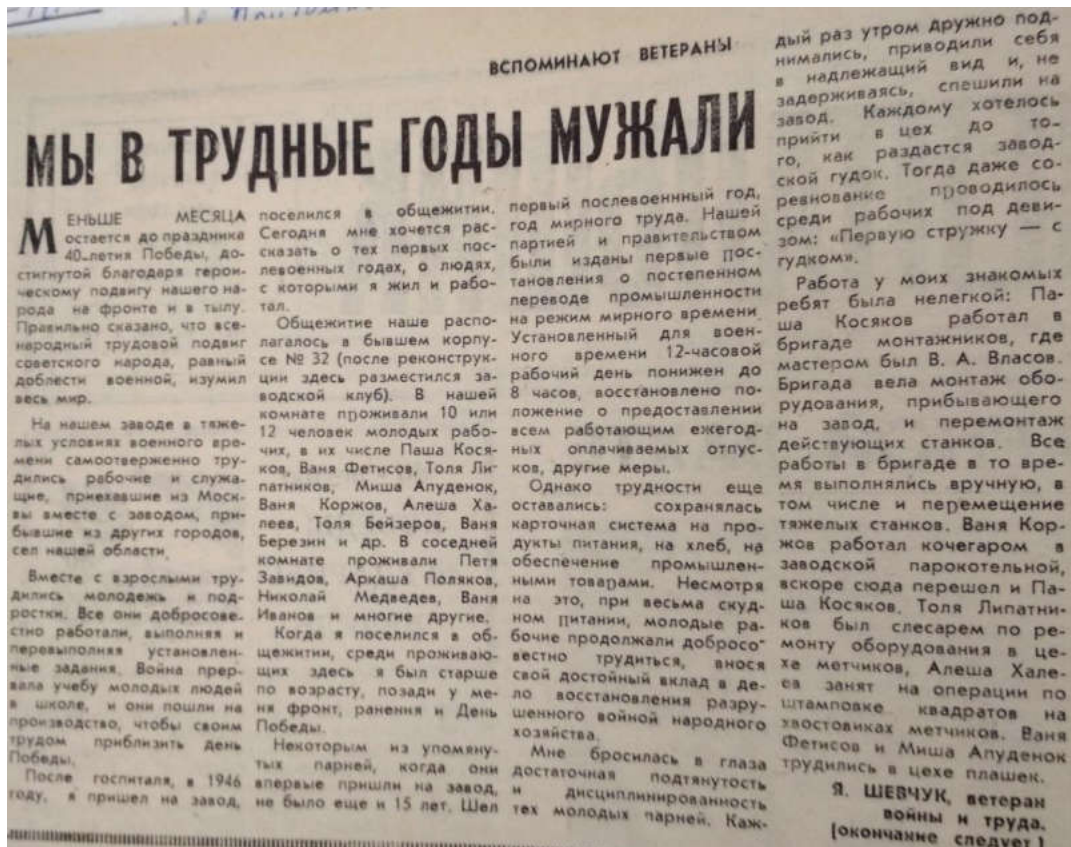 ВСПОМИНАЮТ ВЕТЕРАНЫ
МЫ В ТРУДНЫЕ ГОДЫ МУЖАЛИ
МЕНЬШЕ МЕСЯЦА
остается до праздника
40-летия Победы, до-
стигнутой благодаря герои-
ческому подвигу нашего на-
рода на фронте и в тылу.
Правильно сказано, что все-
народный трудовой подвиг
советского народа, равный
доблести военной, изумил
весь мир.
На нашем заводе в тяже-
лых условиях военного вре-
мени самоотверженно тру-
дились рабочие и служа-
щие, приехавшие из Моск-
вы вместе с заводом, при-
бывшие из других городов,
сел нашей области.
Вместе с взрослыми тру-
дились молодежь и под-
ростки. Все они добросове-
стно работали, выполняя и
перевыполняя установлен-
ные задания. Война прер-
вала учебу молодых людей
в школе, и они пошли на
производство, чтобы своим
трудом приблизить день
Победы.
После госпиталя, в 1946
году, я пришел на завод,
поселился в общежитии.
Сегодня мне хочется рас-
сказать о тех первых пос-
левоенных годах, о людях,
с которыми я жил и рабо-
тал.
Общежитие наше распо-
лагалось в бывшем корпу-
се № 32 (после реконструк-
ции здесь разместился за-
водской клуб). В нашей
комнате проживали 10 или
12 человек молодых рабо-
чих, в их числе Паша Кося-
ков, Ваня Фетисов, Толя Ли-
патников, Миша Апуденок,
Ваня Коржов, Алеша Ха-
леев, Толя Бейзеров, Ваня
Березин и др. В соседней
комнате проживали Петя
Завидов, Аркаша Поляков,
Николай Медведев, Ваня
Иванов и многие другие.
Когда я поселился в об-
щежитии, среди проживаю-
щих здесь я был старше
по возрасту, позади у ме-
ня фронт, ранения и День
Победы.
Некоторым из упомяну-
тых парней, когда они
впервые пришли на завод,
не было еще и 15 лет. Шел
первый послевоеннный год,
год мирного труда. Нашей
партией и правительством
были изданы первые пос-
тановления о постепенном
переводе промышленности
на режим мирного времени.
Установленный для воен-
ного времени 12-часовой
рабочий день понижен до
8 часов, восстановлено по-
ложение о предоставлении
всем работающим ежегод-
ных оплачиваемых отпус-
ков, другие меры.
Однако трудности еще
оставались: сохранялась
карточная система на про-
дукты питания, на хлеб, на
обеспечение промышлен-
ными товарами. Несмотря
на это, при весьма скуд-
ном питании, молодые ра-
бочие продолжали добросо-
вестно трудиться, внося
свой достойный вклад в де-
ло восстановления разру-
шенного войной народного
хозяйства.
Мне бросилась в глаза
достаточная подтянутость
и дисциплинированность
тех молодых парней. Каж-
дый раз утром дружно под-
нимались, приводили себя
в надлежащий вид и, не
задерживаясь, спешили на
завод. Каждому хотелось
прийти в цех до то-
го, как раздастся завод-
ской гудок. Тогда даже со-
ревнование проводилось
среди рабочих под деви-
зом: «Первую стружку — с
гудком».
Работа у моих знакомых
ребят была нелегкой: Па-
ша Косяков работал в
бригаде монтажников, где
мастером был В. А. Власов.
Бригада вела монтаж обо-
рудования, прибывающего
на завод, и перемонтаж
действующих станков. Все
работы в бригаде в то вре-
мя выполнялись вручную, в
том числе и перемещение
тяжелых станков. Ваня Кор-
жов работал кочегаром в
заводской парокотельной,
вскоре сюда перешел и Па-
ша Косяков. Толя Липатни-
ков был слесарем по ре-
монту оборудования в це-
хе метчиков, Алеша Хале-
ев занят на операции по
штамповке квадратов на
хвостовиках метчиков. Ваня
Фетисов и Миша Апуденок
трудились в цехе плашек.
Я. ШЕВЧУК, ветеран
войны и труда.
(окончание следует.)